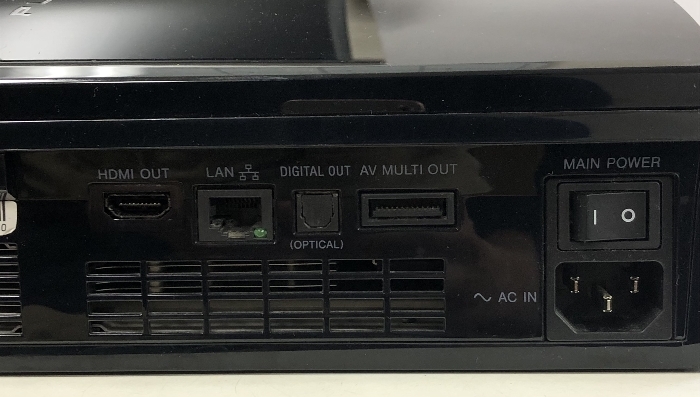 HDMI OUT
LAN
DIGITAL OUT
(OPTICAL)
AV MULTI OUT
MAIN POWER
I O
AC IN